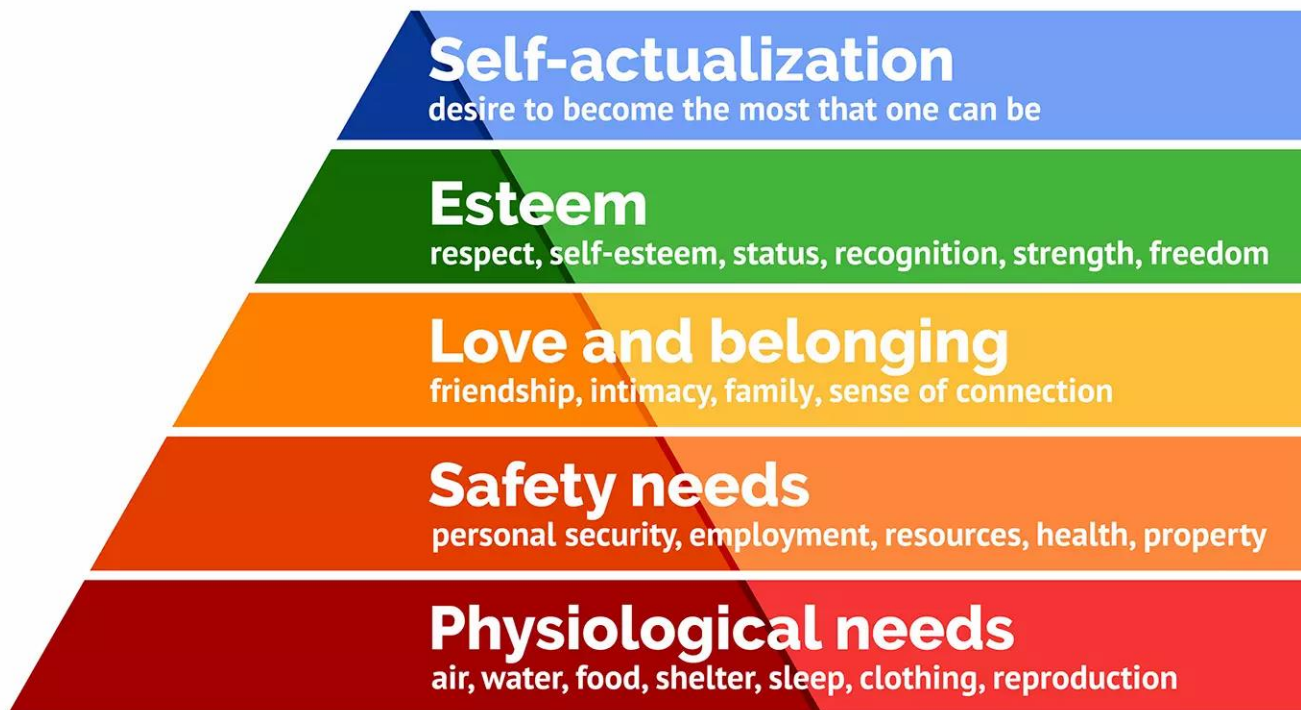 Self-actualization
desire to become the most that one can be
Esteem
respect, self-esteem, status, recognition, strength, freedom
Love and belonging
friendship, intimacy, family, sense of connection
Safety needs
personal security, employment, resources, health, property
Physiological needs
air, water, food, shelter, sleep, clothing, reproduction